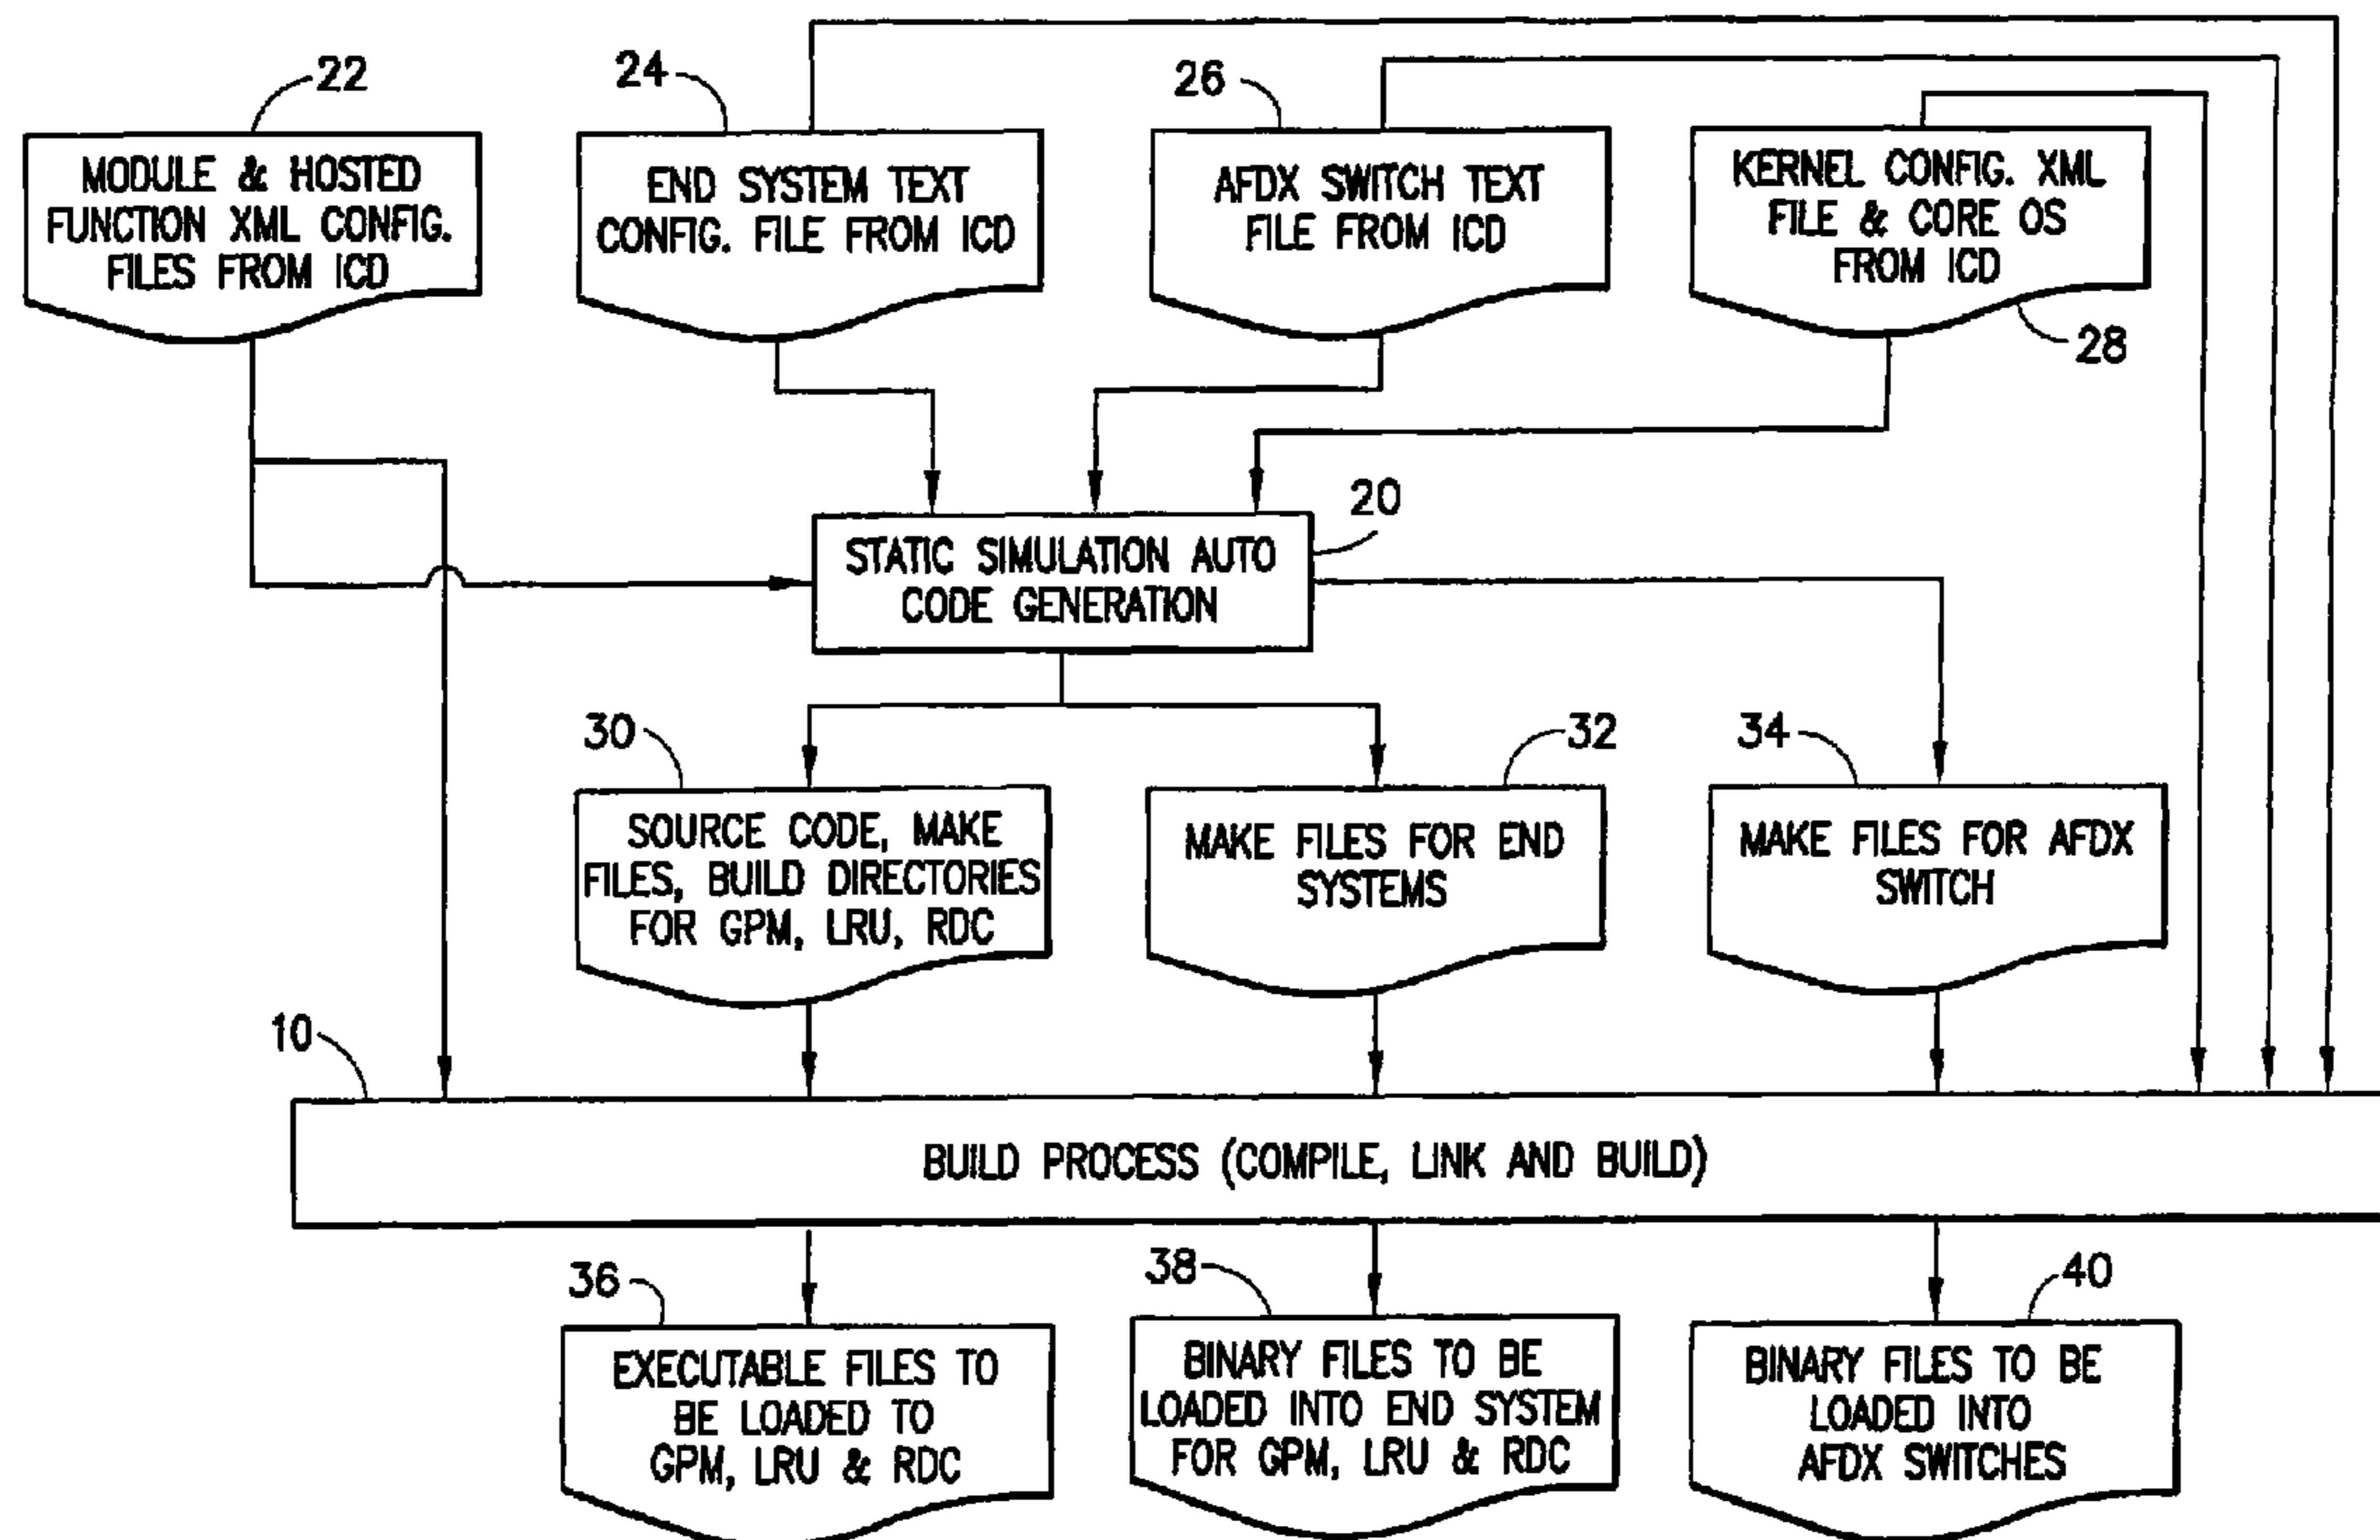 22
24
26
MODULE & HOSTED
FUNCTION XML CONFIG.
FILES FROM ICD
END SYSTEM TEXT
CONFIG. FILE FROM ICD
AFDX SWITCH TEXT
FILE FROM ICD
KERNEL CONFIG. XML
FILE & CORE OS
FROM ICD
28
20
STATIC SIMULATION AUTO
CODE GENERATION
30
32
34
SOURCE CODE, MAKE
FILES, BUILD DIRECTORIES
FOR GPM, LRU, RDC
MAKE FILES FOR END
SYSTEMS
MAKE FILES FOR AFDX
SWITCH
10
BUILD PROCESS (COMPILE, LINK AND BUILD)
36
38
40
EXECUTABLE FILES TO
BE LOADED TO
GPM, LRU & RDC
BINARY FILES TO BE
LOADED INTO END SYSTEM
FOR GPM, LRU & RDC
BINARY FILES TO BE
LOADED INTO
AFDX SWITCHES